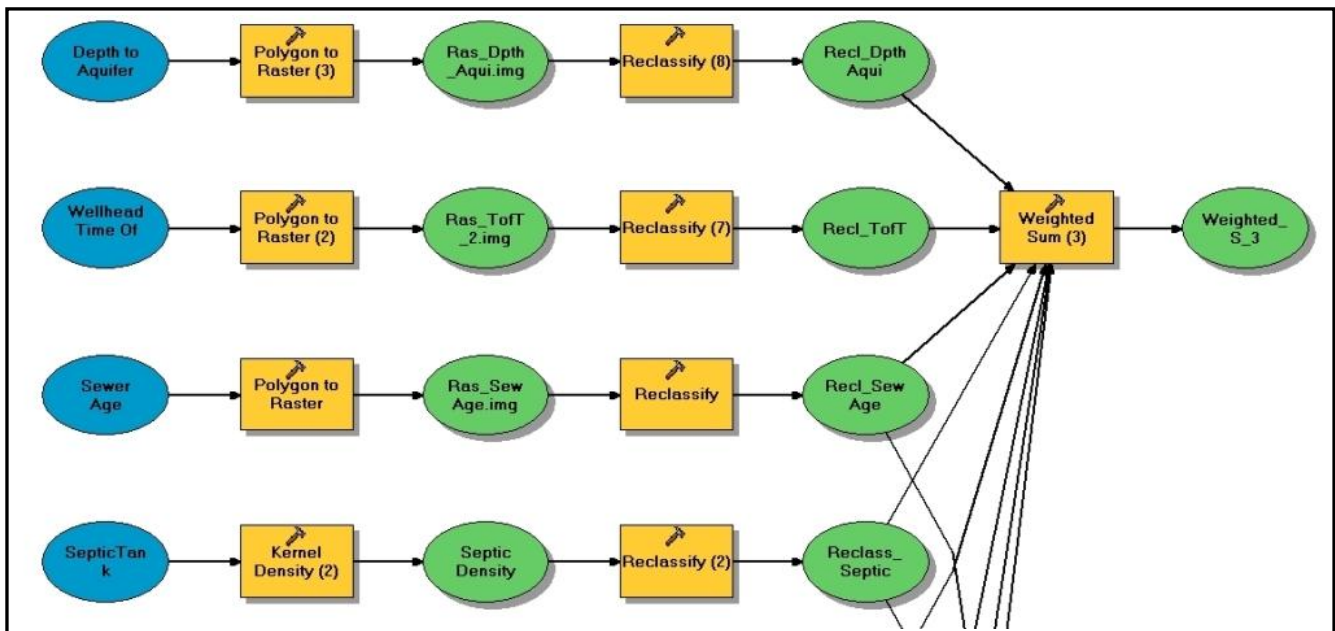 Depth to
Aquifer
Polygon to
Raster (3)
Ras_Dpth
_Aqui.img
Reclassify (8)
Recl_Dpth
Aqui
Wellhead
Time Of
Polygon to
Raster (2)
Ras_TofT
_2.img
Reclassify (7)
Recl_TofT
Weighted
Sum (3)
Weighted_
S_3
Sewer
Age
Polygon to
Raster
Ras_Sew
Age.img
Reclassify
Recl_Sew
Age
SepticTan
k
Kernel
Density (2)
Septic
Density
Reclassify (2)
Reclass_
Septic